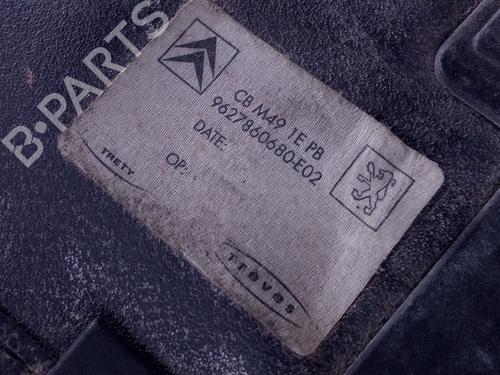 B-PARTS
CB M49 1E PB
9627860680-E02
DATE:
OP:
TRETY
TREVES